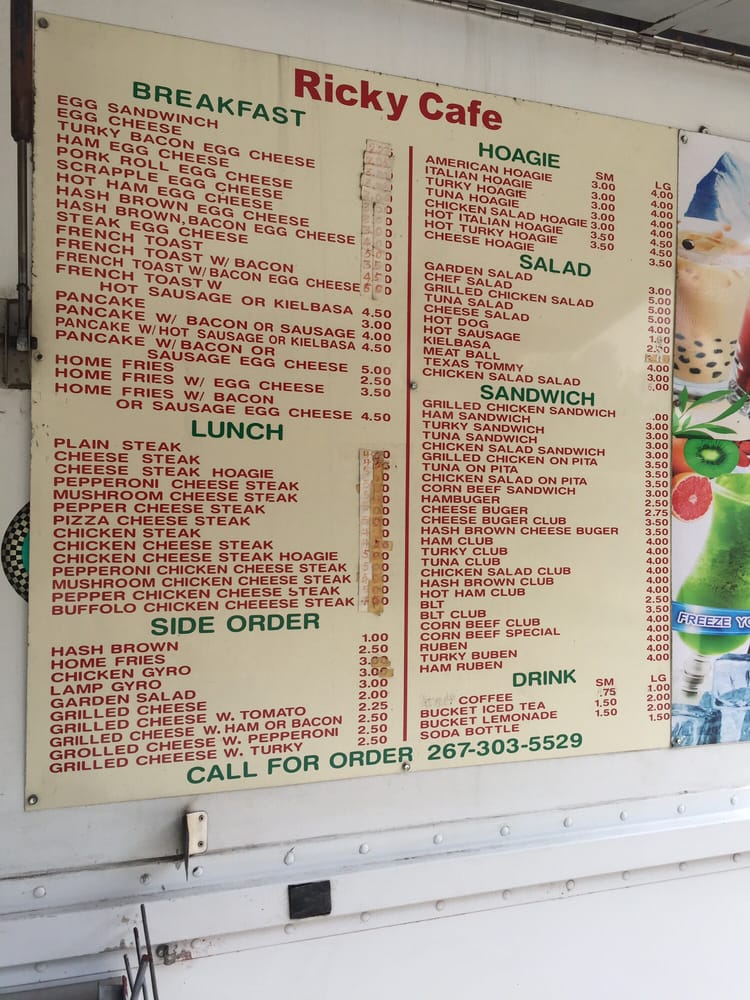 Ricky Cafe
BREAKFAST
EGG SANDWINCH
EGG CHEESE
TURKY BACON EGG CHEESE
HAM EGG CHEESE
PORK ROLL EGG CHEESE
SCRAPPLE EGG CHEESE
HOT HAM EGG CHEESE
HASH BROWN EGG CHEESE
HASH BROWN, BACON EGG CHEESE
STEAK EGG CHEESE
FRENCH TOAST
FRENCH TOAST W/ BACON
FRENCH TOAST W/ BACON EGG CHEESE
FRENCH TOAST W
HOT SAUSAGE OR KIELBASA 4.50
PANCAKE 3.00
PANCAKE W/ BACON OR SAUSAGE 4.00
PANCAKE W/HOT SAUSAGE OR KIELBASA 4.50
PANCAKE W/BACON OR
SAUSAGE EGG CHEESE 5.00
HOME FRIES 2.50
HOME FRIES W/ EGG CHEESE 3.50
HOME FRIES W/ BACON
OR SAUSAGE EGG CHEESE 4.50
LUNCH
PLAIN STEAK
CHEESE STEAK
CHEESE STEAK HOAGIE
PEPPERONI CHEESE STEAK
MUSHROOM CHEESE STEAK
PEPPER CHEESE STEAK
PIZZA CHEESE STEAK
CHICKEN STEAK
CHICKEN CHEESE STEAK
CHICKEN CHEESE STEAK HOAGIE
PEPPERONI CHICKEN CHEESE STEAK
MUSHROOM CHICKEN CHEESE STEAK
PEPPER CHICKEN CHEESE STEAK
BUFFOLO CHICKEN CHEESE STEAK
SIDE ORDER
HASH BROWN 1.00
HOME FRIES 2.50
CHICKEN GYRO
LAMP GYRO
GARDEN SALAD 3.00
GRILLED CHEESE 2.00
GRILLED CHEESE W. TOMATO 2.25
GRILLED CHEESE W. HAM OR BACON 2.50
GROLLED CHEESE W. PEPPERONI 2.50
GRILLED CHEEESE W. TURKY 2.50
HOAGIE
SM LG
AMERICAN HOAGIE 3.00 4.00
ITALIAN HOAGIE 3.00 4.00
TURKY HOAGIE 3.00 4.00
TUNA HOAGIE 3.00 4.00
CHICKEN SALAD HOAGIE 3.00 4.00
HOT ITALIAN HOAGIE 3.50 4.50
HOT TURKY HOAGIE 3.50 4.50
CHEESE HOAGIE 3.50
SALAD
GARDEN SALAD 3.00
CHEF SALAD 5.00
GRILLED CHICKEN SALAD 5.00
TUNA SALAD 5.00
CHEESE SALAD 4.00
HOT DOG
HOT SAUSAGE
KIELBASA
MEAT BALL 4.00
TEXAS TOMMY 3.00
CHICKEN SALAD SALAD
SANDWICH
GRILLED CHICKEN SANDWICH .00
HAM SANDWICH 3.00
TURKY SANDWICH 3.00
TUNA SANDWICH 3.00
CHICKEN SALAD SANDWICH 3.00
GRILLED CHICKEN ON PITA 3.50
TUNA ON PITA 3.50
CHICKEN SALAD ON PITA 3.50
CORN BEEF SANDWICH 3.00
HAMBUGER 2.50
CHEESE BUGER 2.75
CHEESE BUGER CLUB 3.50
HASH BROWN CHEESE BUGER 3.50
HAM CLUB 4.00
TURKY CLUB 4.00
TUNA CLUB 4.00
CHICKEN SALAD CLUB 4.00
HASH BROWN CLUB 4.00
HOT HAM CLUB 4.00
BLT 2.50
BLT CLUB 3.50
CORN BEEF CLUB 4.00
CORN BEEF SPECIAL 4.00
RUBEN 4.00
TURKY BUBEN 4.00
HAM RUBEN 4.00
DRINK
SM LG
COFFEE .75 1.00
BUCKET ICED TEA 1.50 2.00
BUCKET LEMONADE 1.50 2.00
SODA BOTTLE 1.50
CALL FOR ORDER 267-303-5529
FREEZE YO